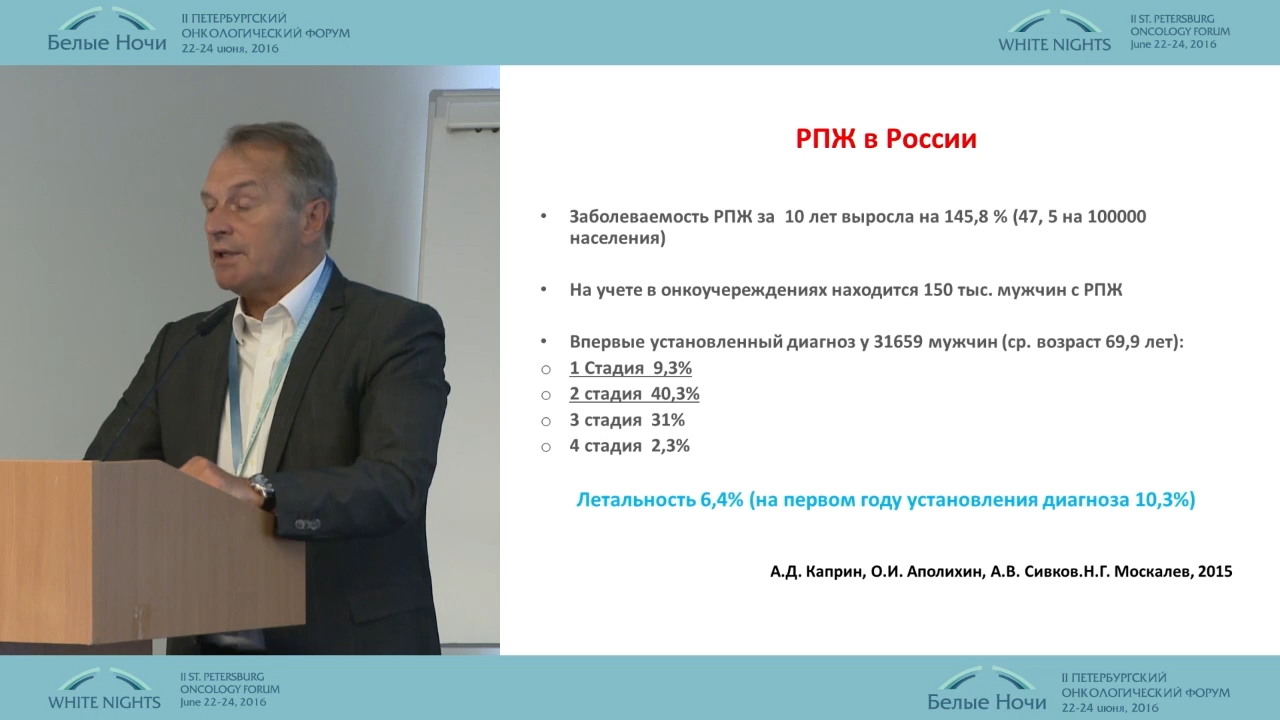 Белые Ночи
II ПЕТЕРБУРГСКИЙ
ОНКОЛОГИЧЕСКИЙ ФОРУМ
22-24 июня, 2016
WHITE NIGHTS
II ST. PETERSBURG
ONCOLOGY FORUM
June 22-24, 2016
РПЖ в России
• Заболеваемость РПЖ за 10 лет выросла на 145,8 % (47, 5 на 100000
населения)
• На учете в онкоучереждениях находится 150 тыс. мужчин с РПЖ
• Впервые установленный диагноз у 31659 мужчин (ср. возраст 69,9 лет):
o 1 Стадия 9,3%
o 2 стадия 40,3%
o 3 стадия 31%
o 4 стадия 2,3%
Летальность 6,4% (на первом году установления диагноза 10,3%)
А.Д. Каприн, О.И. Аполихин, А.В. Сивков.Н.Г. Москалев, 2015
WHITE NIGHTS
II ST. PETERSBURG
ONCOLOGY FORUM
June 22-24, 2016
Белые Ночи
II ПЕТЕРБУРГСКИЙ
ОНКОЛОГИЧЕСКИЙ ФОРУМ
22-24 июня, 2016